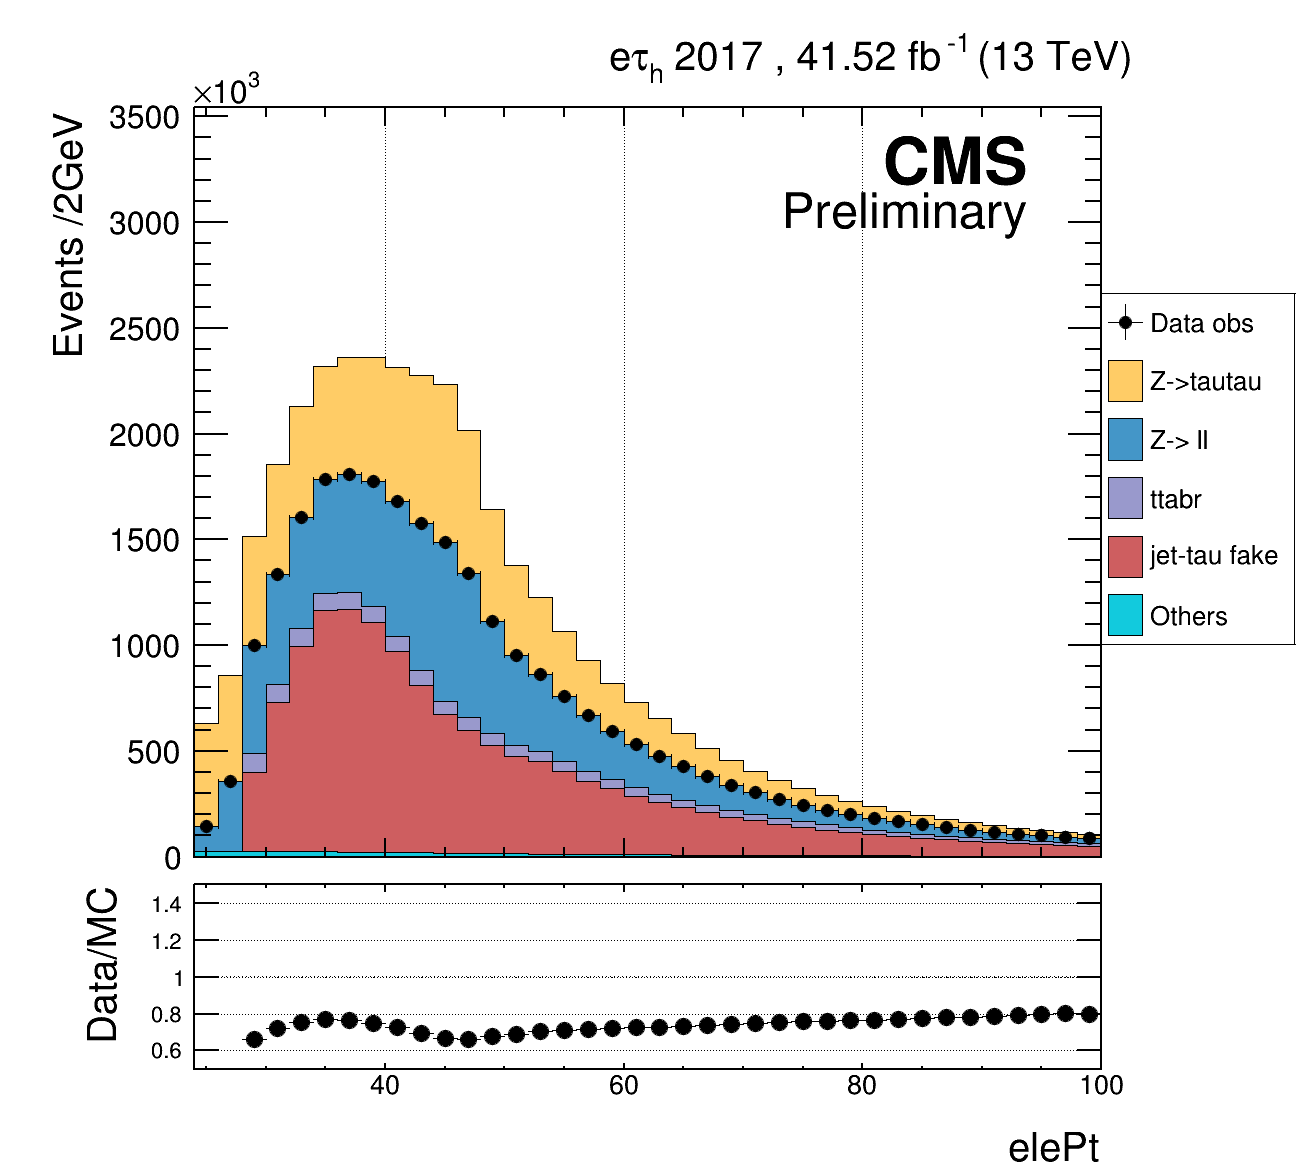 eτh 2017 , 41.52 fb-1 (13 TeV)
×103
Events /2GeV
3500
3000
2500
2000
1500
1000
500
0
CMS
Preliminary
Data obs
Z->tautau
Z-> ll
ttabr
jet-tau fake
Others
Data/MC
1.4
1.2
1
0.8
0.6
40 60 80 100
elePt